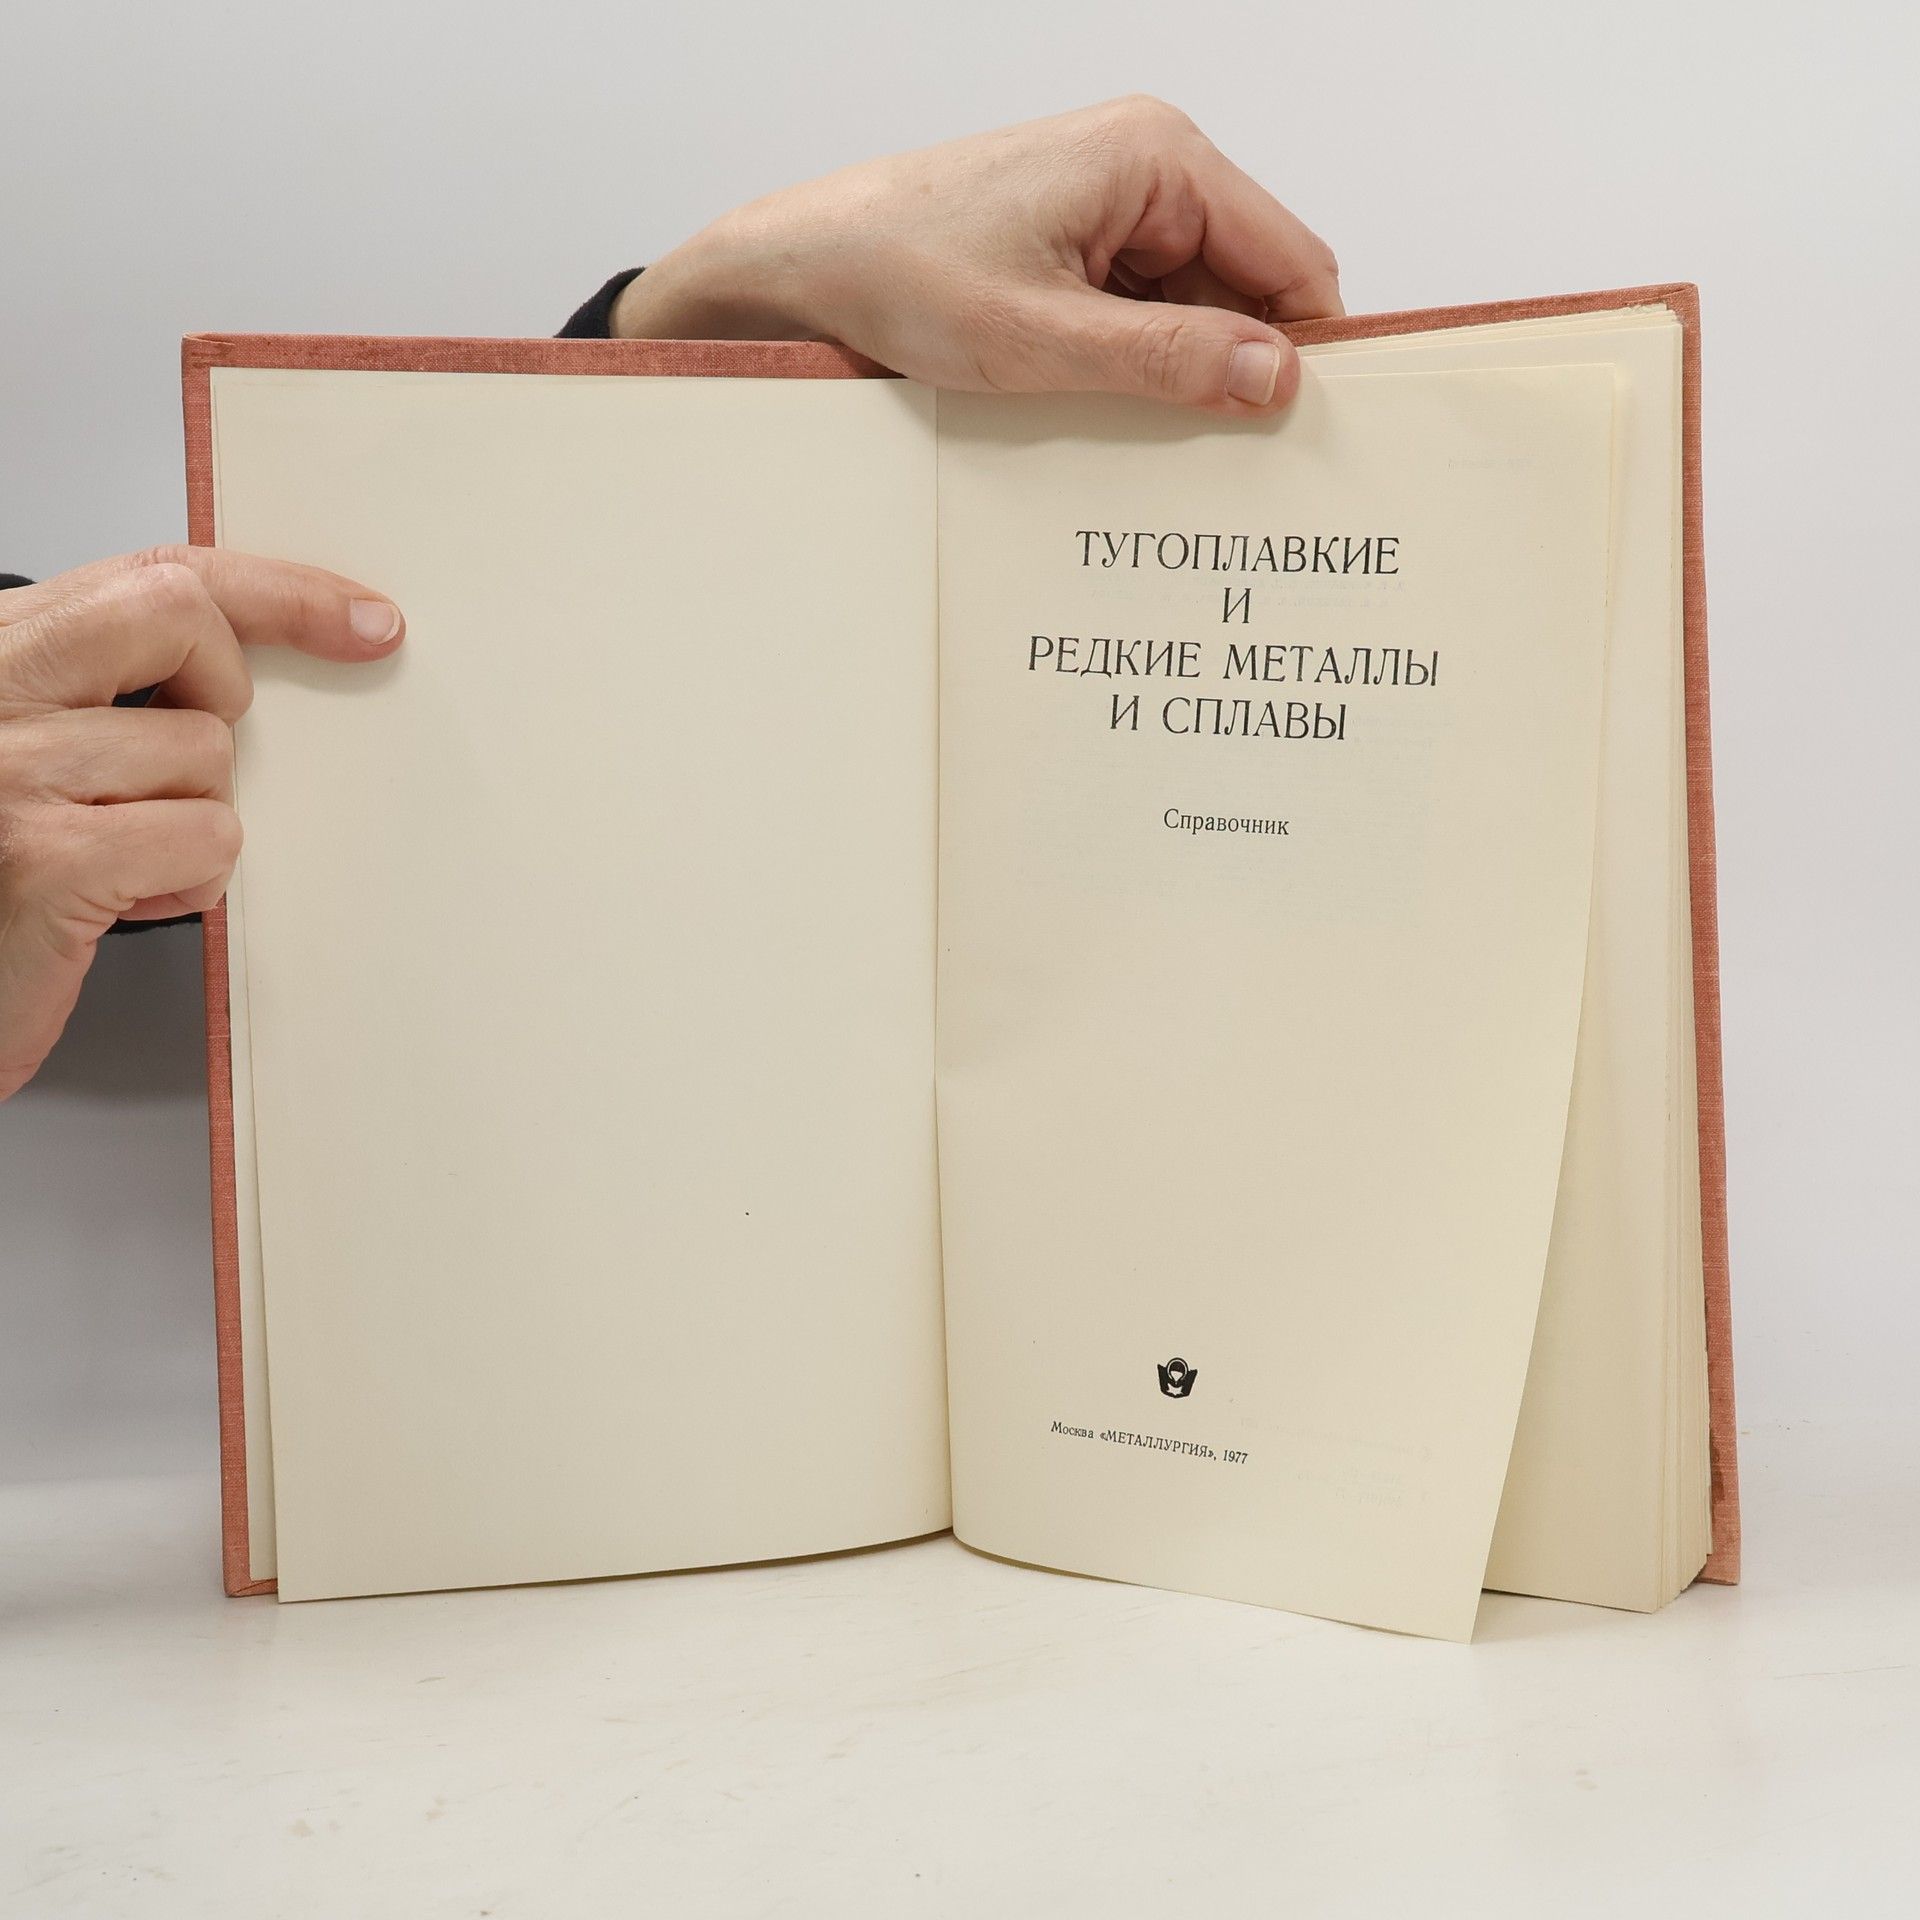 ТУГОПЛАВКИЕ
И
РЕДКИЕ МЕТАЛЛЫ
И СПЛАВЫ
Справочник
Москва «МЕТАЛЛУРГИЯ», 1977